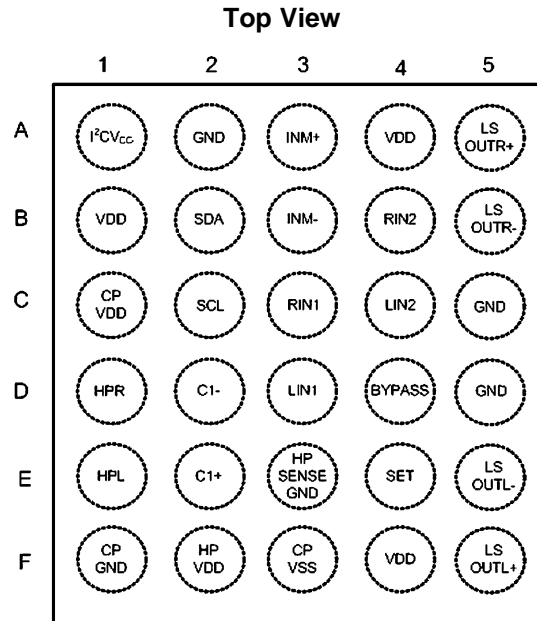 Top View
1 2 3 4 5
A I²CVCC GND INM+ VDD LS OUTR+
B VDD SDA INM- RIN2 LS OUTR-
C CP VDD SCL RIN1 LIN2 GND
D HPR C1- LIN1 BYPASS GND
E HPL C1+ HP SENSE GND SET LS OUTL-
F CP GND HP VDD CP VSS VDD LS OUTL+